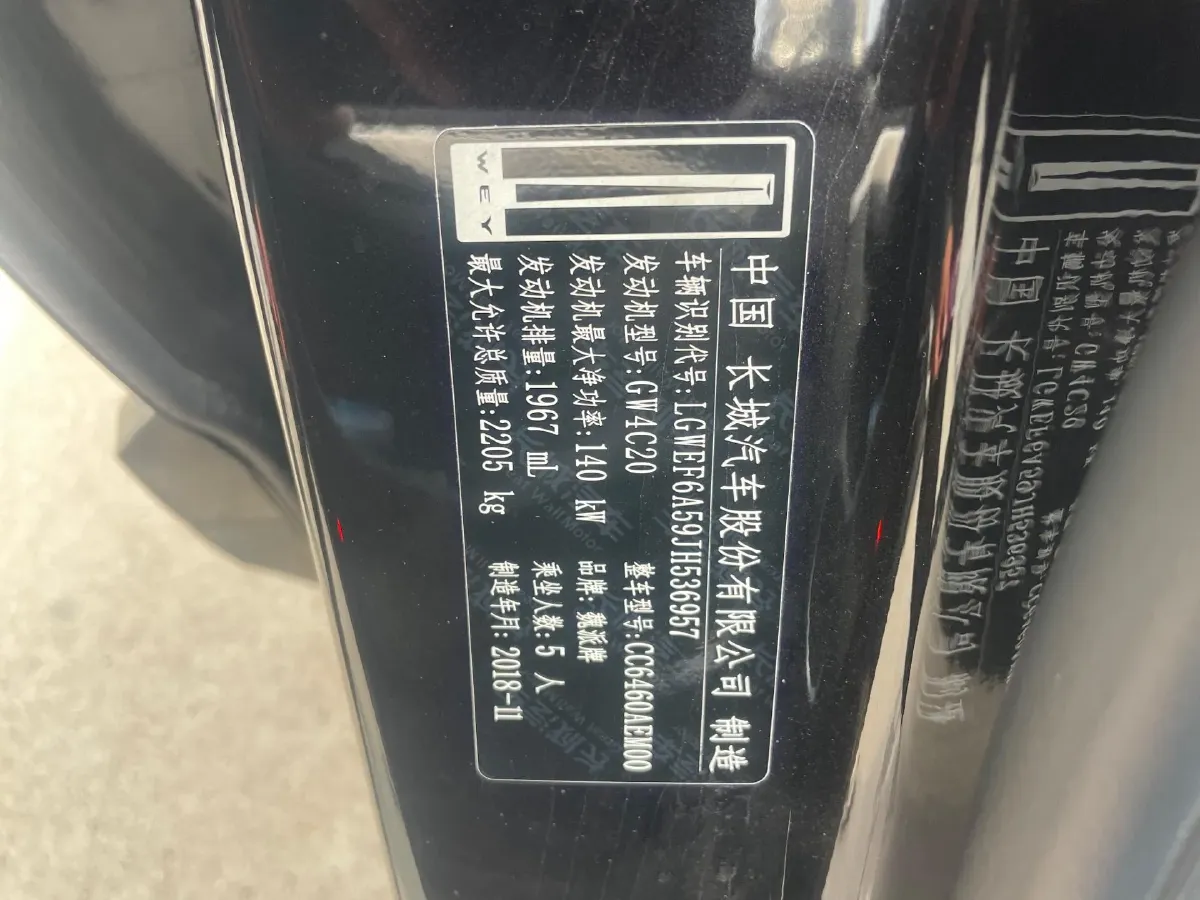 WEY
中国 长城汽车股份有限公司 制造
车辆识别代号:LGWEF6A59JH536957
发动机型号:GW4C20 整车型号:CC6460AEM00
发动机最大净功率:140 kW 品牌:魏派牌
发动机排量:1967 mL 乘坐人数:5 人
最大允许总质量:2205 kg 制造年月:2018-11